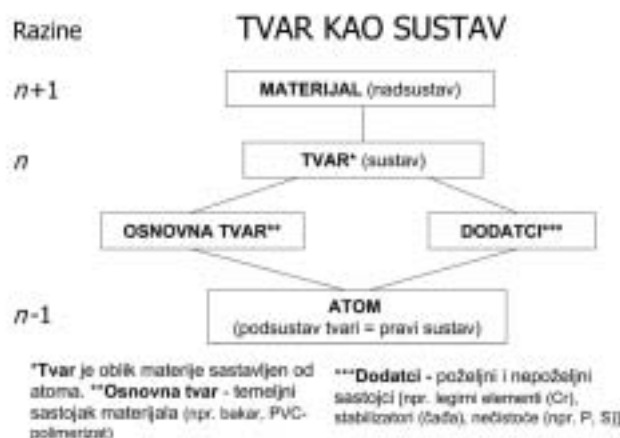 Razine TVAR KAO SUSTAV
n+1 MATERIJAL (nadsustav)
n TVAR* (sustav)
OSNOVNA TVAR** DODATCI***
n-1 ATOM
(podsustav tvari = pravi sustav)
*Tvar je oblik materije sastavljen od
atoma. **Osnovna tvar - temeljni
sastojak materijala (npr. bakar, PVC-
polimerizat)
***Dodatci - poželjni i nepoželjni
sastojci [npr. legirni elementi (Cr),
stabilizatori (čađa), nečistoće (npr. P, S)]